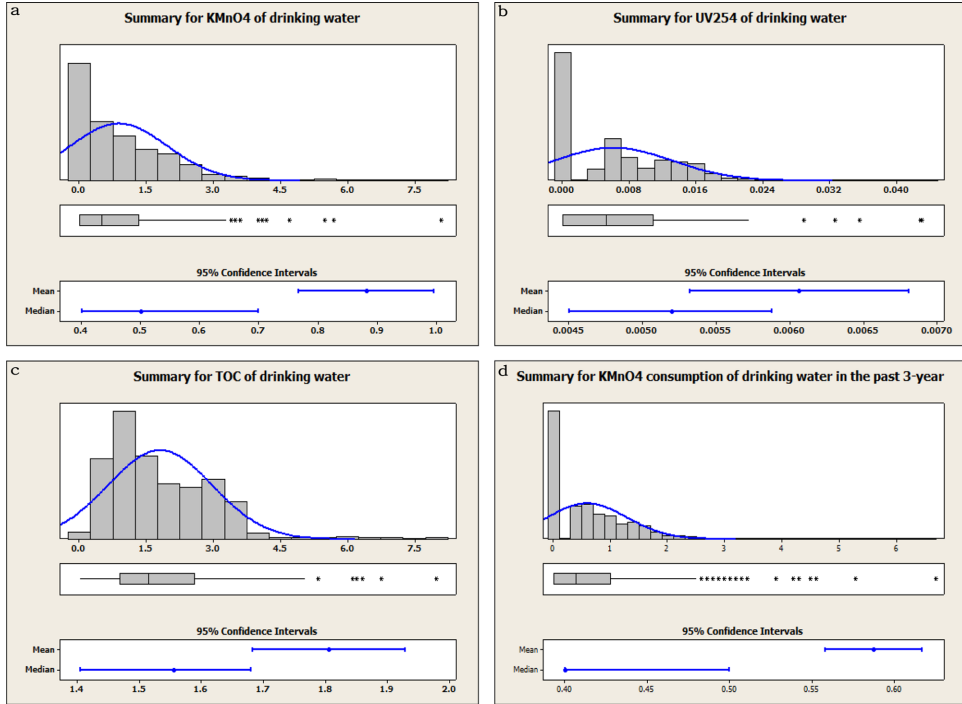 a
Summary for KMnO4 of drinking water
0.0 1.5 3.0 4.5 6.0 7.5
* * * * * * * * * *
95% Confidence Intervals
Mean
Median
0.4 0.5 0.6 0.7 0.8 0.9 1.0
b
Summary for UV254 of drinking water
0.000 0.008 0.016 0.024 0.032 0.040
* * * * *
95% Confidence Intervals
Mean
Median
0.0045 0.0050 0.0055 0.0060 0.0065 0.0070
c
Summary for TOC of drinking water
0.0 1.5 3.0 4.5 6.0 7.5
* * * * * *
95% Confidence Intervals
Mean
Median
1.4 1.5 1.6 1.7 1.8 1.9 2.0
d
Summary for KMnO4 consumption of drinking water in the past 3-year
0 1 2 3 4 5 6
* * * * * * * * * * * * * * * *
95% Confidence Intervals
Mean
Median
0.40 0.45 0.50 0.55 0.60